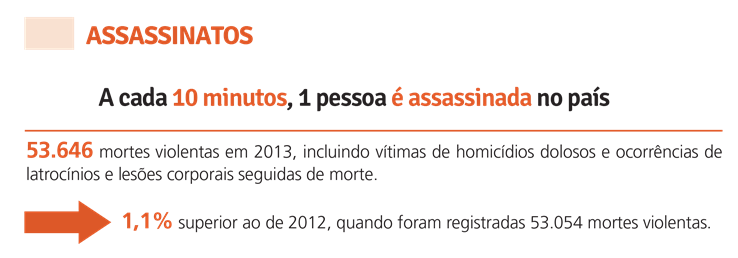 ASSASSINATOS
A cada 10 minutos, 1 pessoa é assassinada no país
53.646 mortes violentas em 2013, incluindo vítimas de homicídios dolosos e ocorrências de
latrocínios e lesões corporais seguidas de morte.
1,1% superior ao de 2012, quando foram registradas 53.054 mortes violentas.